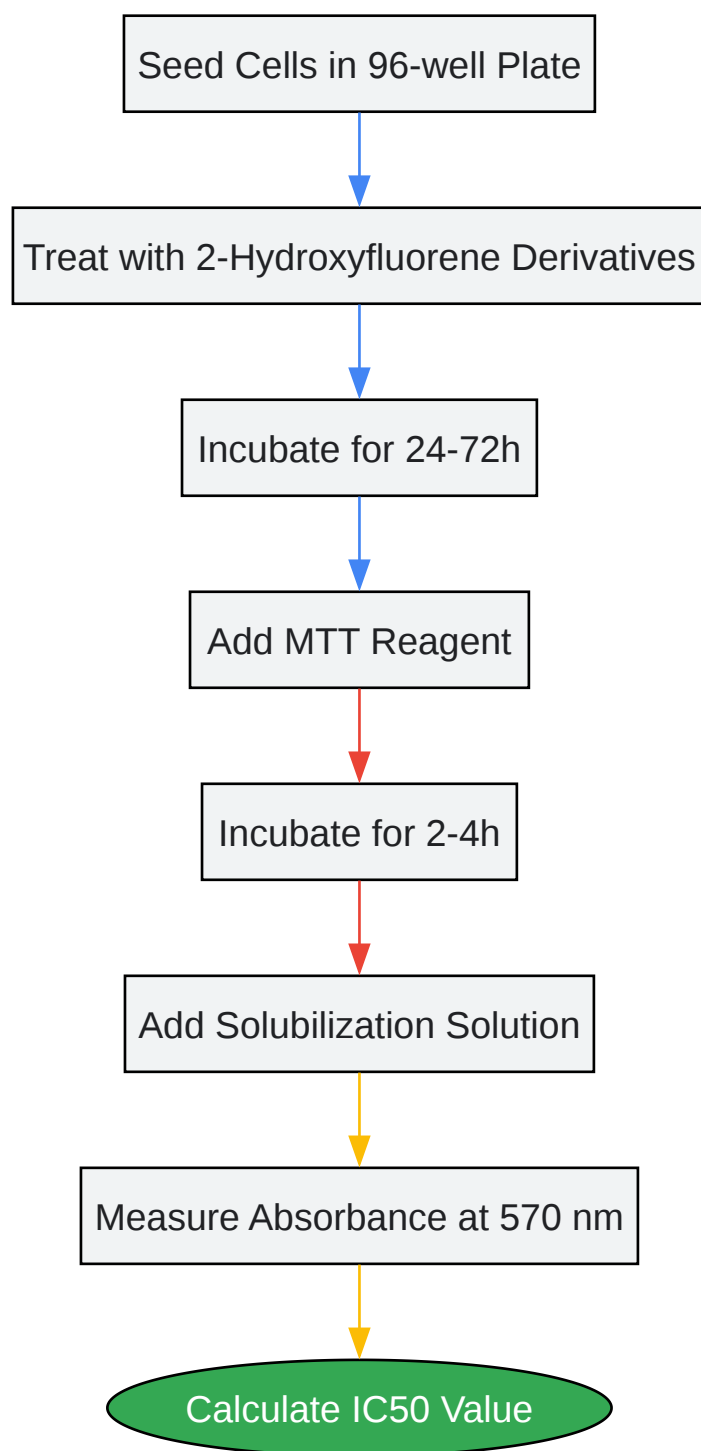 Seed Cells in 96-well Plate
Treat with 2-Hydroxyfluorene Derivatives
Incubate for 24-72h
Add MTT Reagent
Incubate for 2-4h
Add Solubilization Solution
Measure Absorbance at 570 nm
Calculate IC50 Value